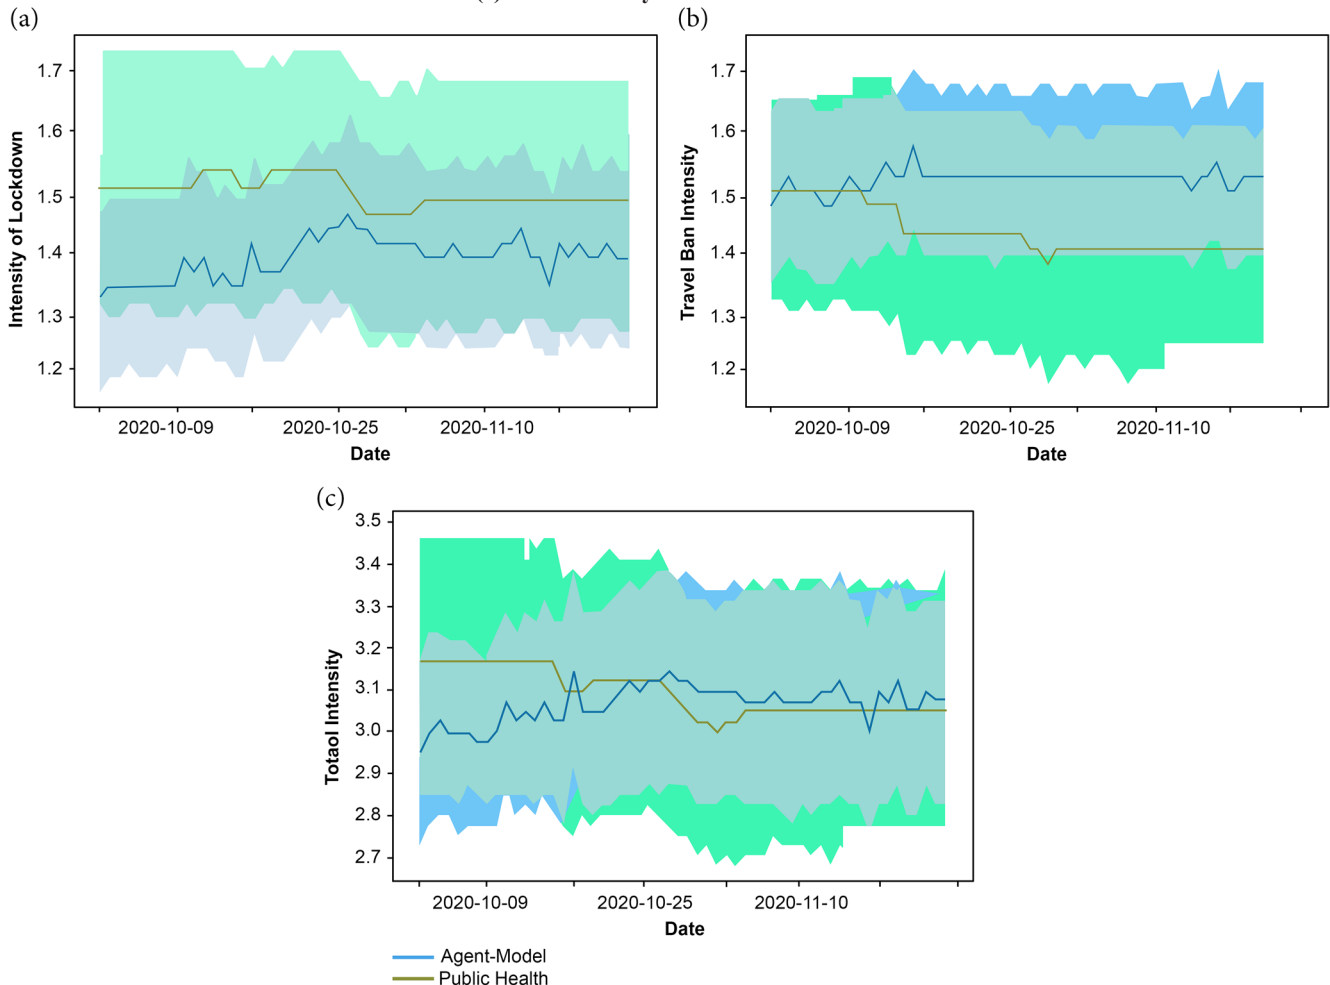 (a)
1.7
1.6
1.5
1.4
1.3
1.2
Intensity of Lockdown
2020-10-09 2020-10-25 2020-11-10
Date
(b)
1.7
1.6
1.5
1.4
1.3
1.2
Travel Ban Intensity
2020-10-09 2020-10-25 2020-11-10
Date
(c)
3.5
3.4
3.3
3.2
3.1
3.0
2.9
2.8
2.7
Totaol Intensity
2020-10-09 2020-10-25 2020-11-10
Date
Agent-Model
Public Health